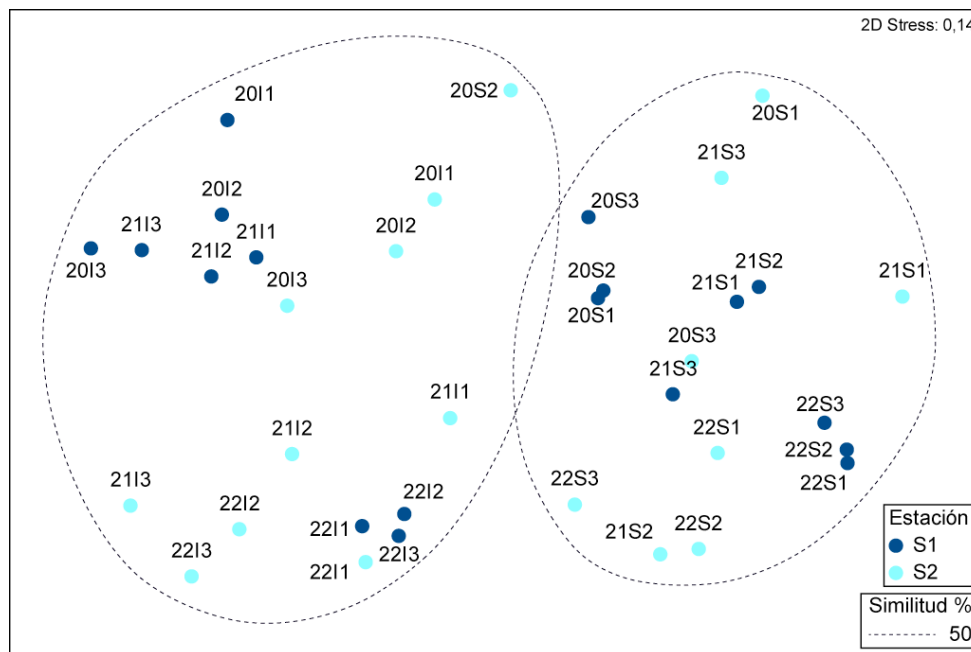 2D Stress: 0,14
20I1
20S2
20S1
21S3
20I1
20I2
20S3
21I3
21I1
20I2
20I3
21I2
20I3
20S2
21S2
21S1
21S1
20S1
20S3
21S3
21I1
22S3
21I2
22S1
22S2
22S1
21I3
22I2
22I2
22S3
22I1
22I3
21S2
22S2
22I3
22I1
Estación
S1
S2
Similitud %
50